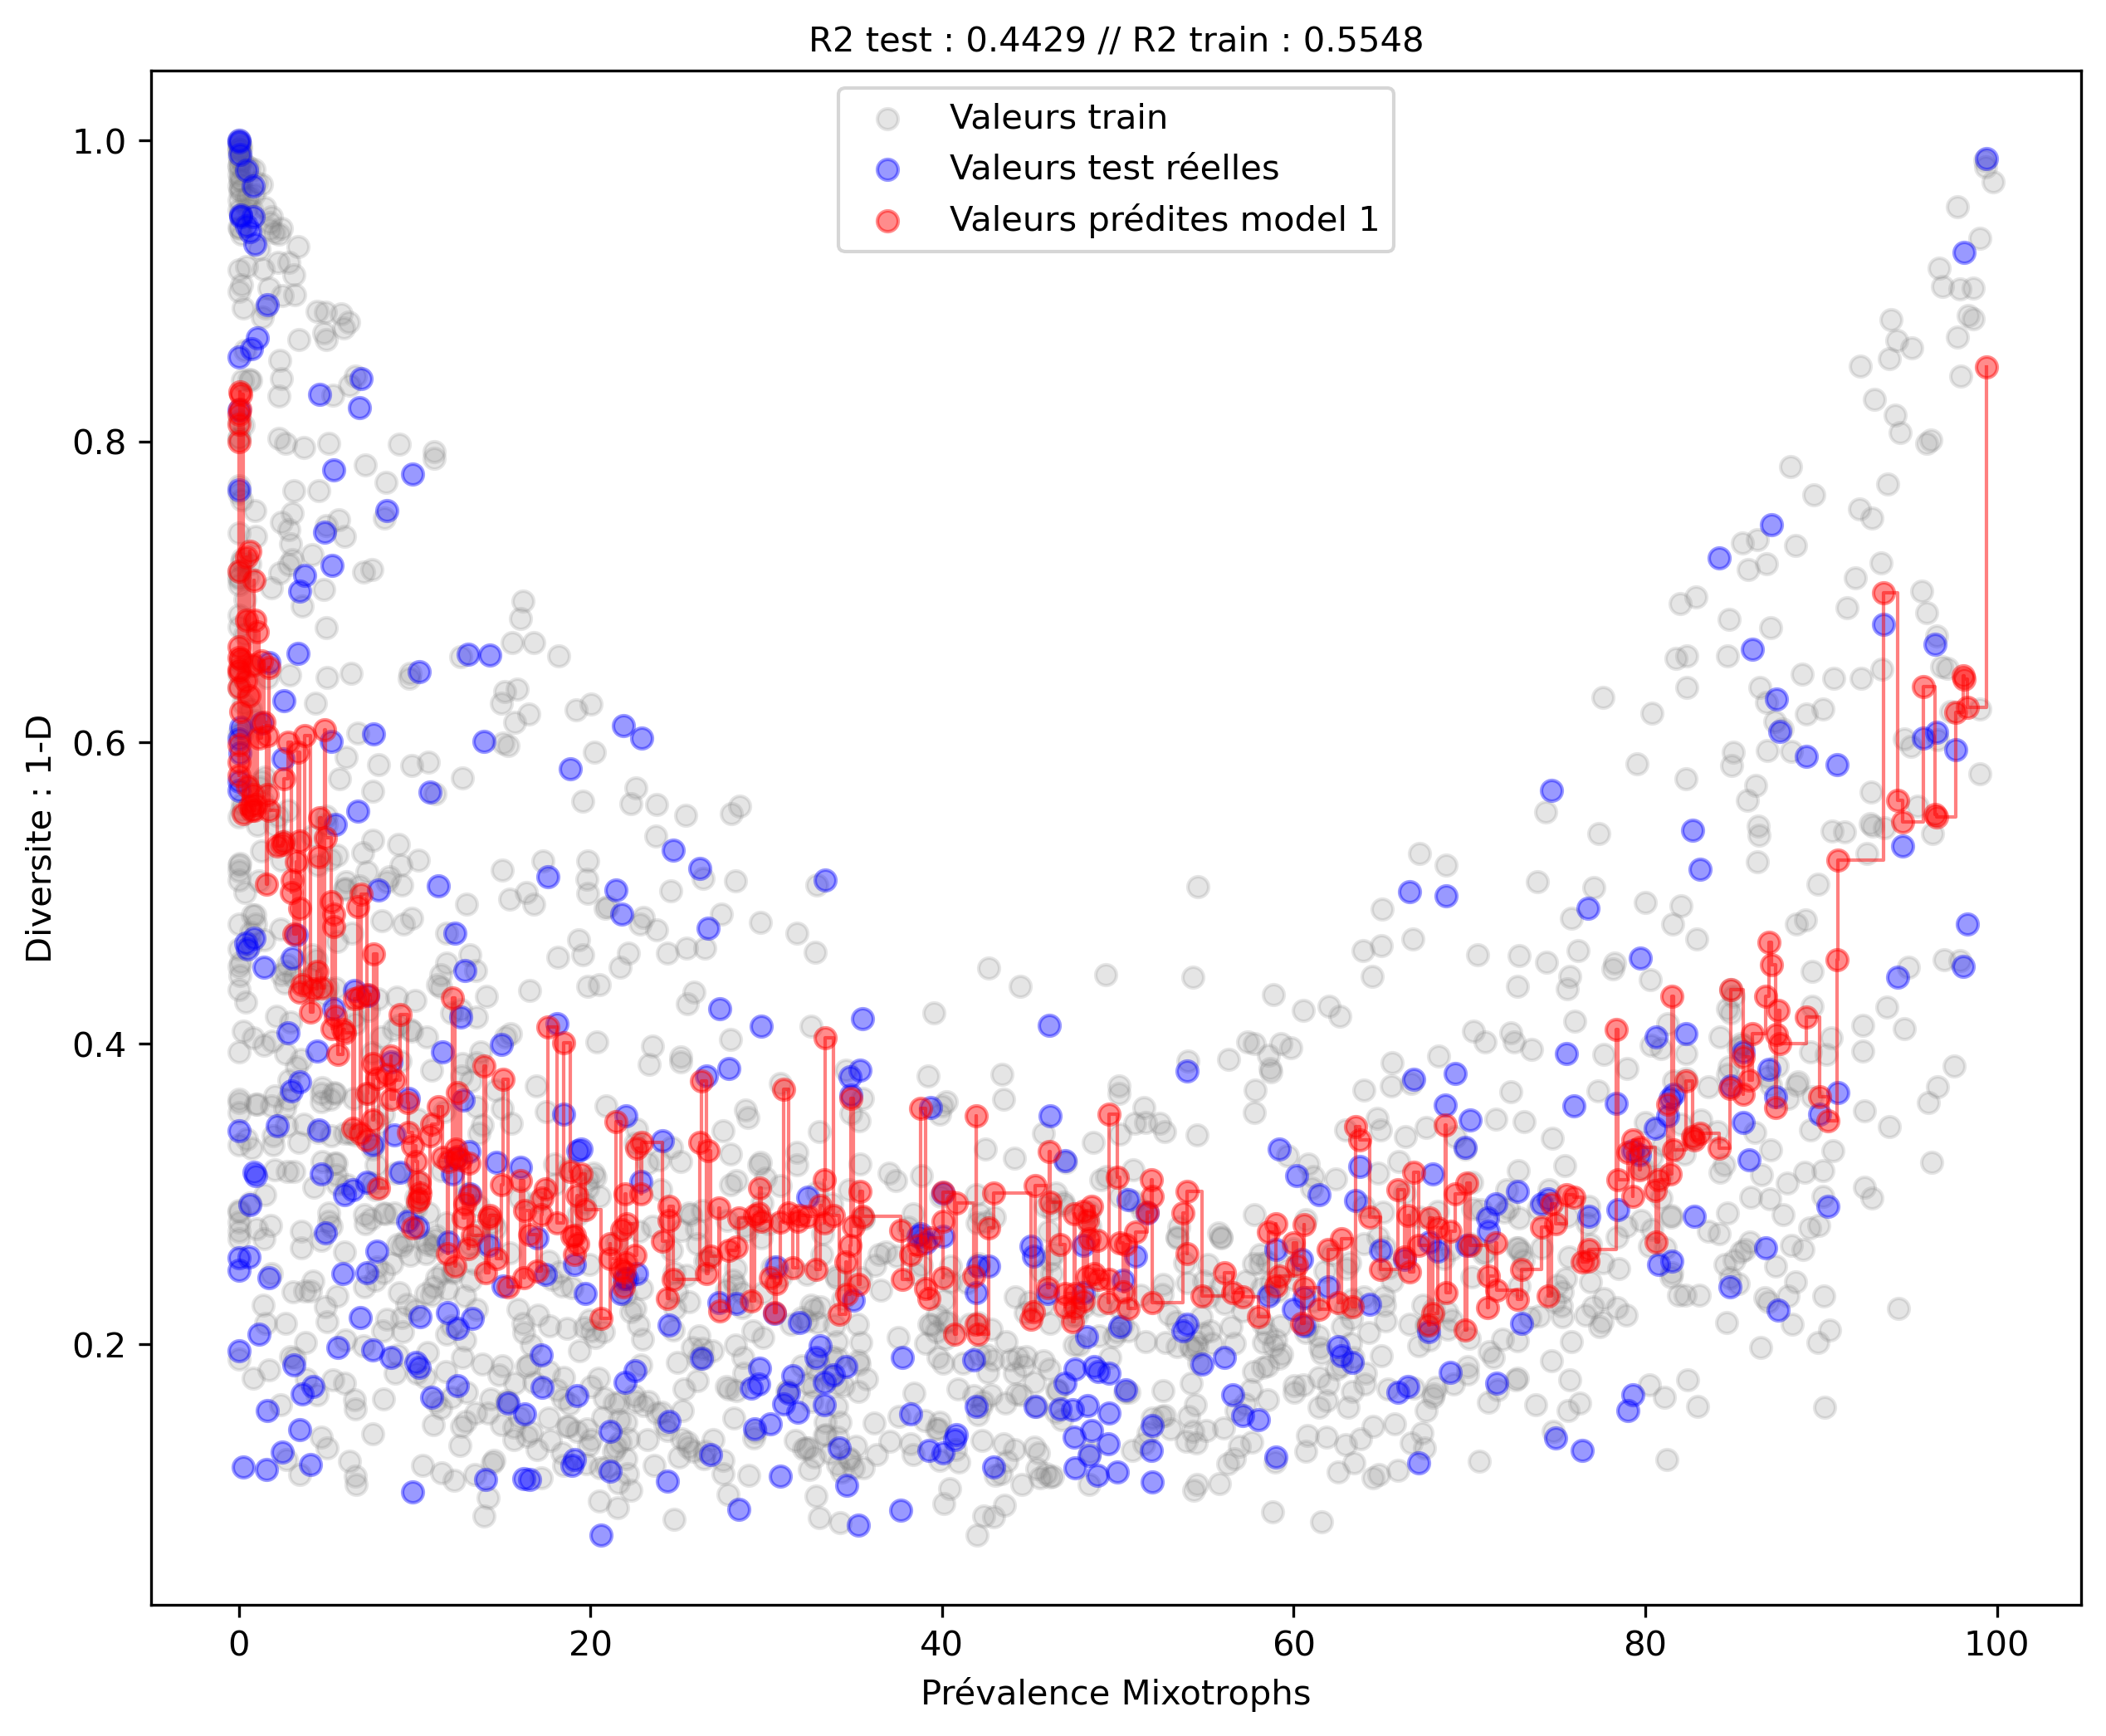 R2 test : 0.4429 // R2 train : 0.5548
Valeurs train
Valeurs test réelles
Valeurs prédites model 1
1.0
0.8
0.6
0.4
0.2
Diversite : 1-D
0 20 40 60 80 100
Prévalence Mixotrophs